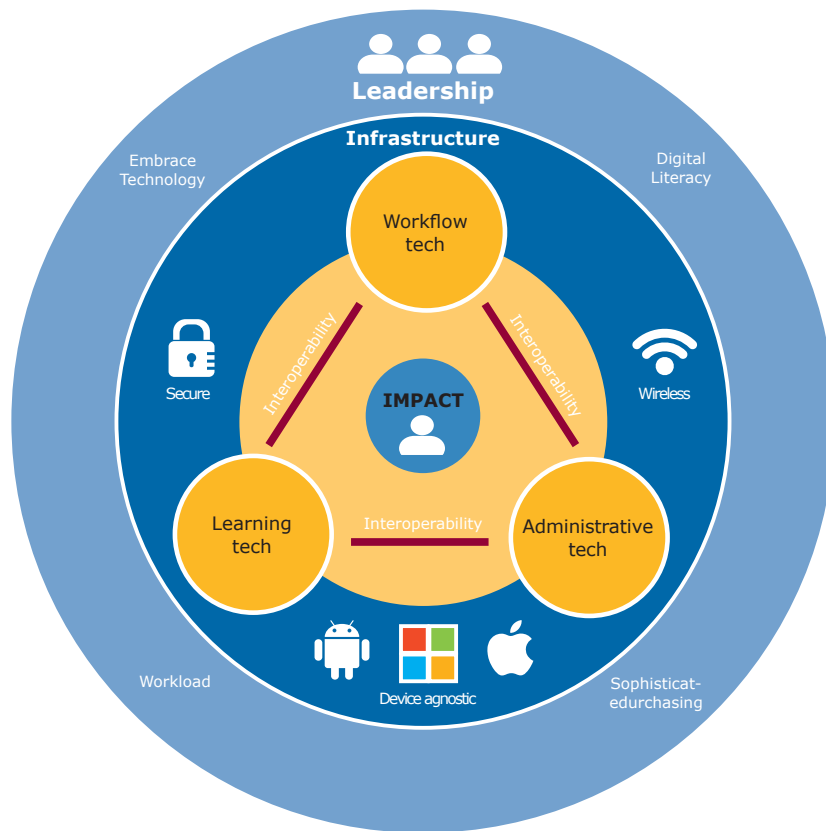 Leadership
Infrastructure
Embrace
Technology
Digital
Literacy
Workflow
tech
Interoperability
Interoperability
Secure
Wireless
IMPACT
Learning
tech
Interoperability
Administrative
tech
Device agnostic
Workload
Sophisticat-
edurchasing